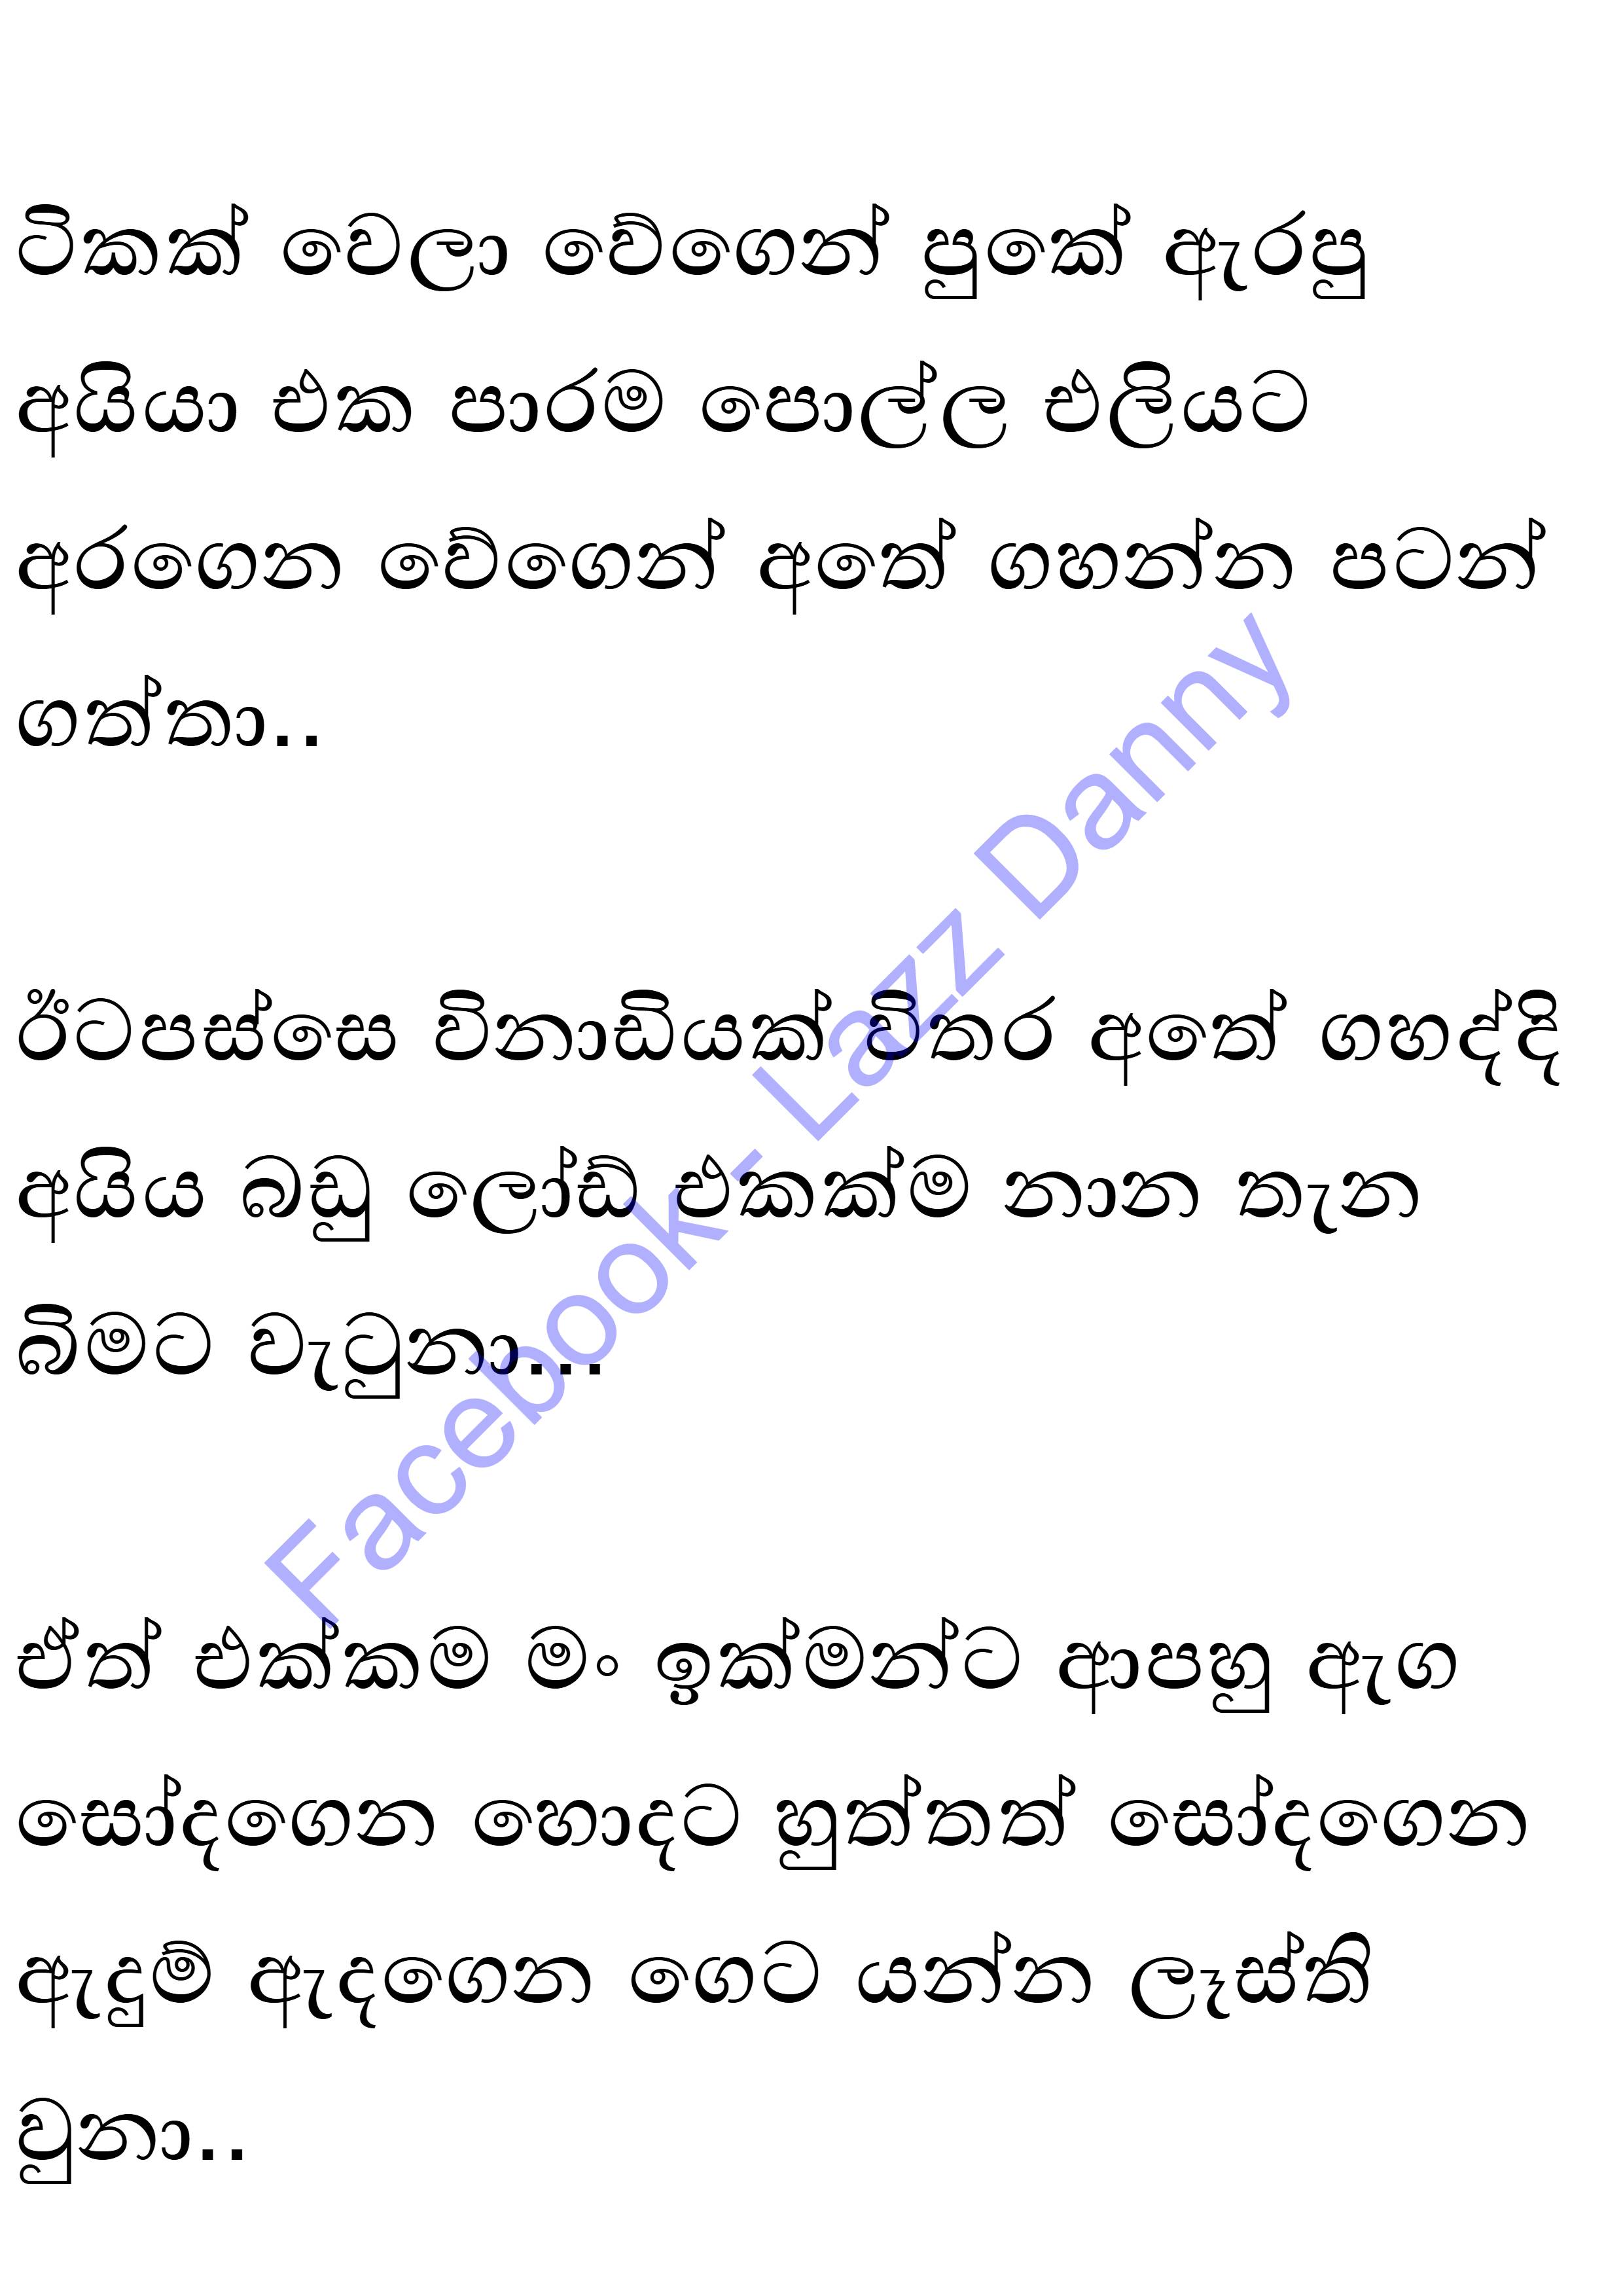 ටිකක් වෙලා වේගෙන් පුකේ ඇරපු
අයියා එක පාරම පොල්ල එලියට
අරගෙන වේගෙන් අතේ ගහන්න පටන්
ගත්තා..
ඊටපස්සෙ විනාඩියක් විතර අතේ ගහද්දි
අයිය බඩු ලෝඩ් එකක්ම නාන තැන
බිමට වැටුනා...
ඒත් එක්කම මං ඉක්මන්ට ආපහු ඇග
සෝදගෙන හොදට හුත්තත් සෝදගෙන
ඇදුම් ඇදගෙන ගෙට යන්න ලෑස්ති
වුනා..
Facebook- Lazz Danny